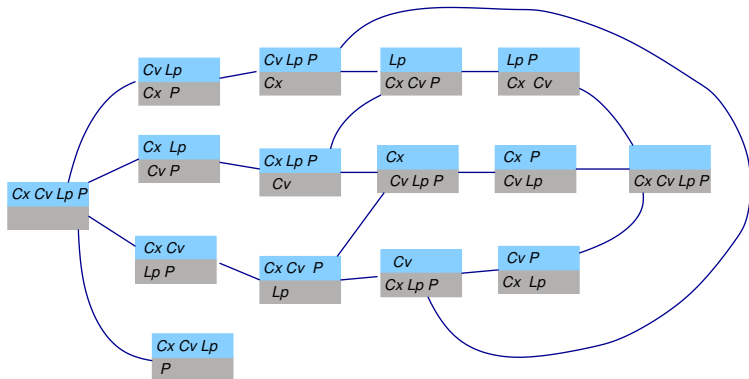 Cv Lp
Cx P
Cv Lp P
Cx
Lp
Cx Cv P
Lp P
Cx Cv
Cx Lp
Cv P
Cx Lp P
Cv
Cx
Cv Lp P
Cx P
Cv Lp
Cx Cv Lp P
Cx Cv Lp P
Cx Cv
Lp P
Cx Cv P
Lp
Cv
Cx Lp P
Cv P
Cx Lp
Cx Cv Lp
P